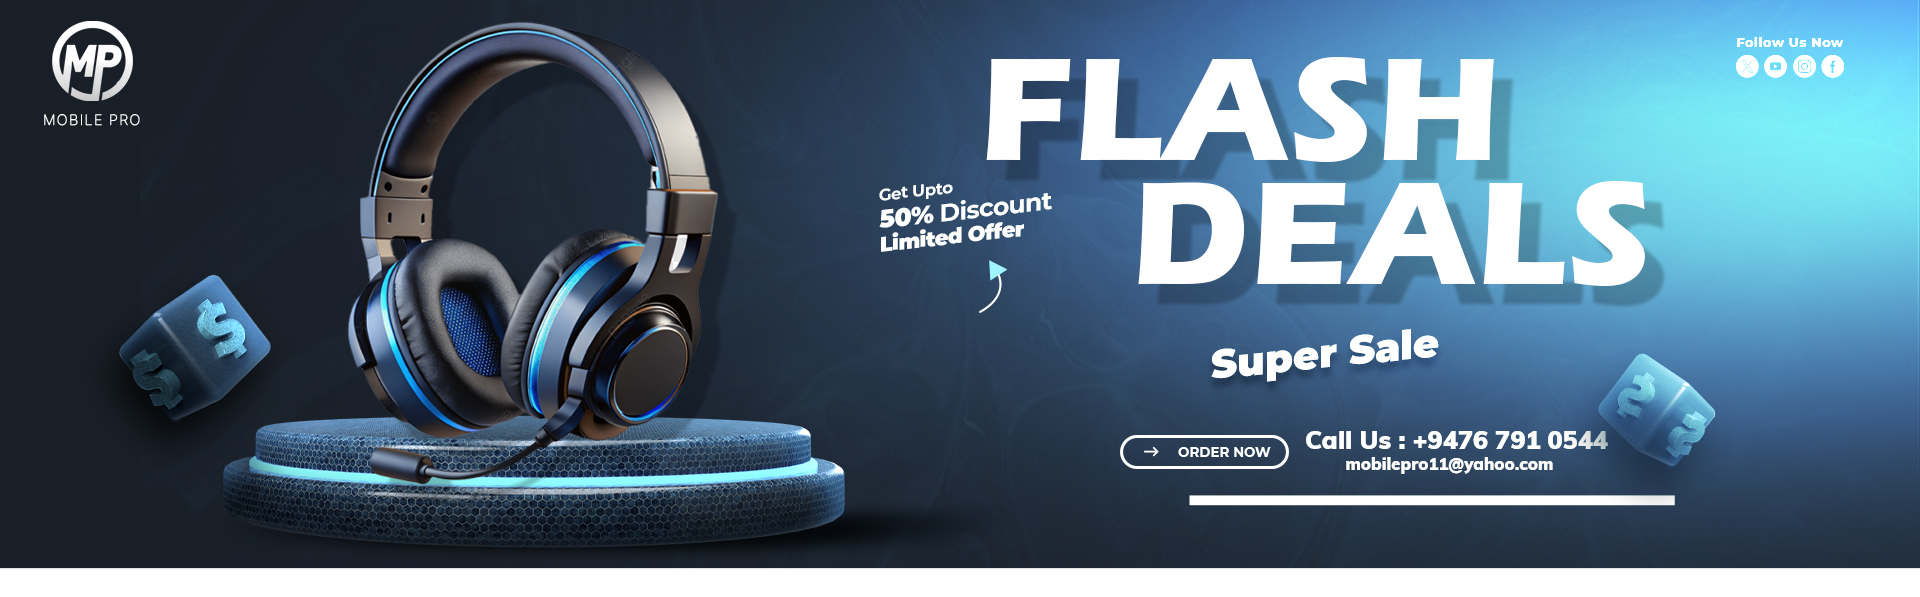 MP
MOBILE PRO
Follow Us Now
FLASH
DEALS
Get Upto
50% Discount
Limited Offer
Super Sale
→ ORDER NOW
Call Us : +9476 791 0544
mobilepro11@yahoo.com
$
$
$
$